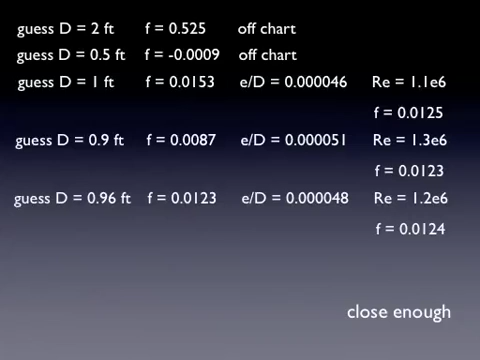 guess D = 2 ft f = 0.525 off chart
guess D = 0.5 ft f = -0.0009 off chart
guess D = 1 ft f = 0.0153 e/D = 0.000046 Re = 1.1e6
f = 0.0125
guess D = 0.9 ft f = 0.0087 e/D = 0.000051 Re = 1.3e6
f = 0.0123
guess D = 0.96 ft f = 0.0123 e/D = 0.000048 Re = 1.2e6
f = 0.0124
close enough